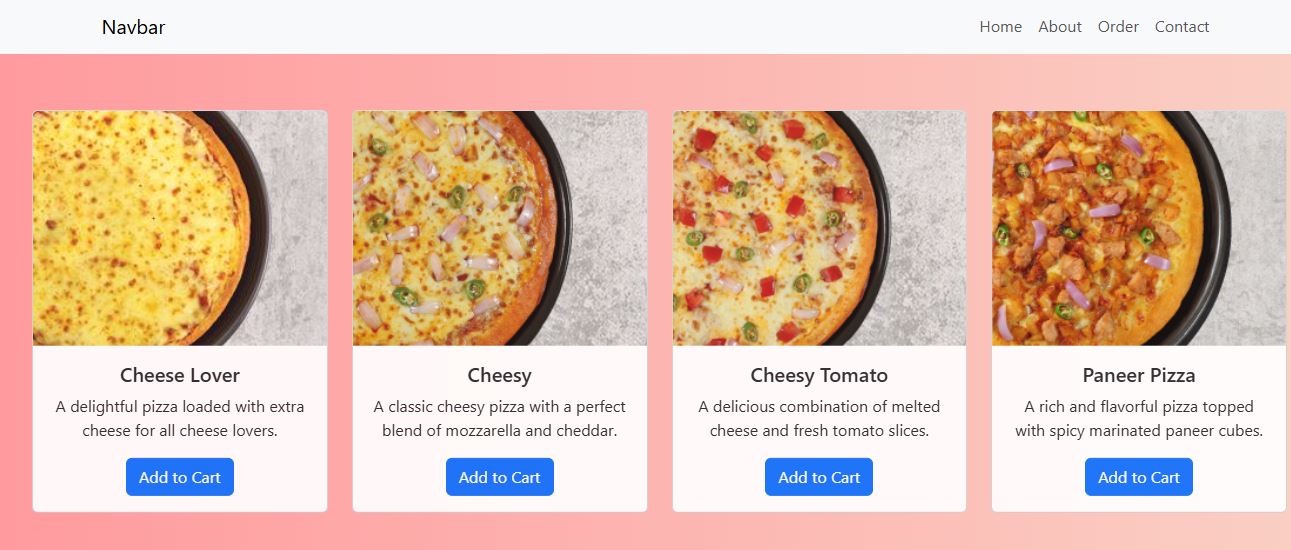 Navbar
Home About Order Contact
Cheese Lover
A delightful pizza loaded with extra
cheese for all cheese lovers.
Add to Cart
Cheesy
A classic cheesy pizza with a perfect
blend of mozzarella and cheddar.
Add to Cart
Cheesy Tomato
A delicious combination of melted
cheese and fresh tomato slices.
Add to Cart
Paneer Pizza
A rich and flavorful pizza topped
with spicy marinated paneer cubes.
Add to Cart